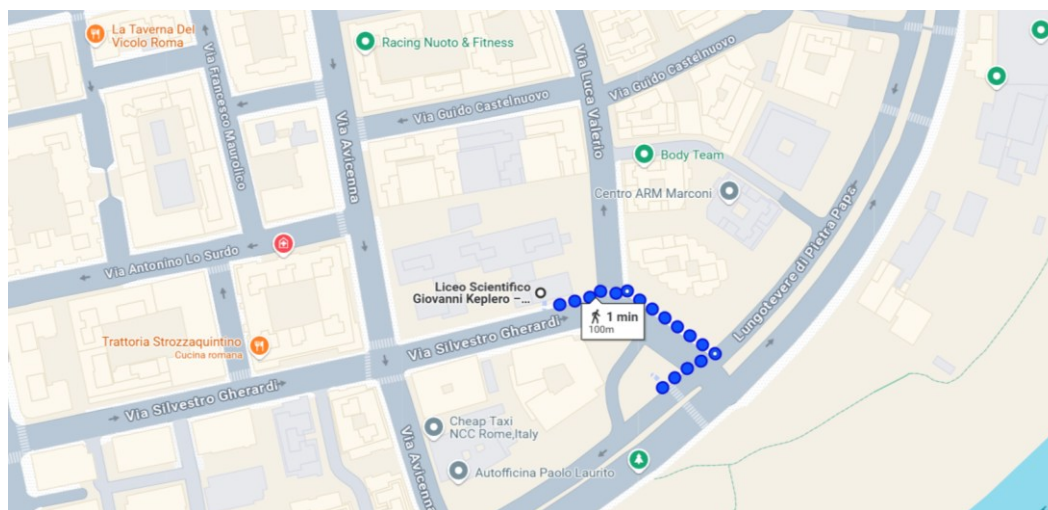 La Taverna Del
Vicolo Roma
Via Francesco Maurolico
Racing Nuoto & Fitness
Via Guido Castelnuovo
Via Guido Castelnuovo
Via Luca Valerio
Via Avicenna
Body Team
Centro ARM Marconi
Lungotevere di Pietra Papa
Via Antonino Lo Surdo
Liceo Scientifico
Giovanni Keplero –...
1 min
100m
Trattoria Strozzaquintino
Cucina romana
Via Silvestro Gherardi
Via Silvestro Gherardi
Cheap Taxi
NCC Rome,Italy
Via Avicenna
Autofficina Paolo Laurito